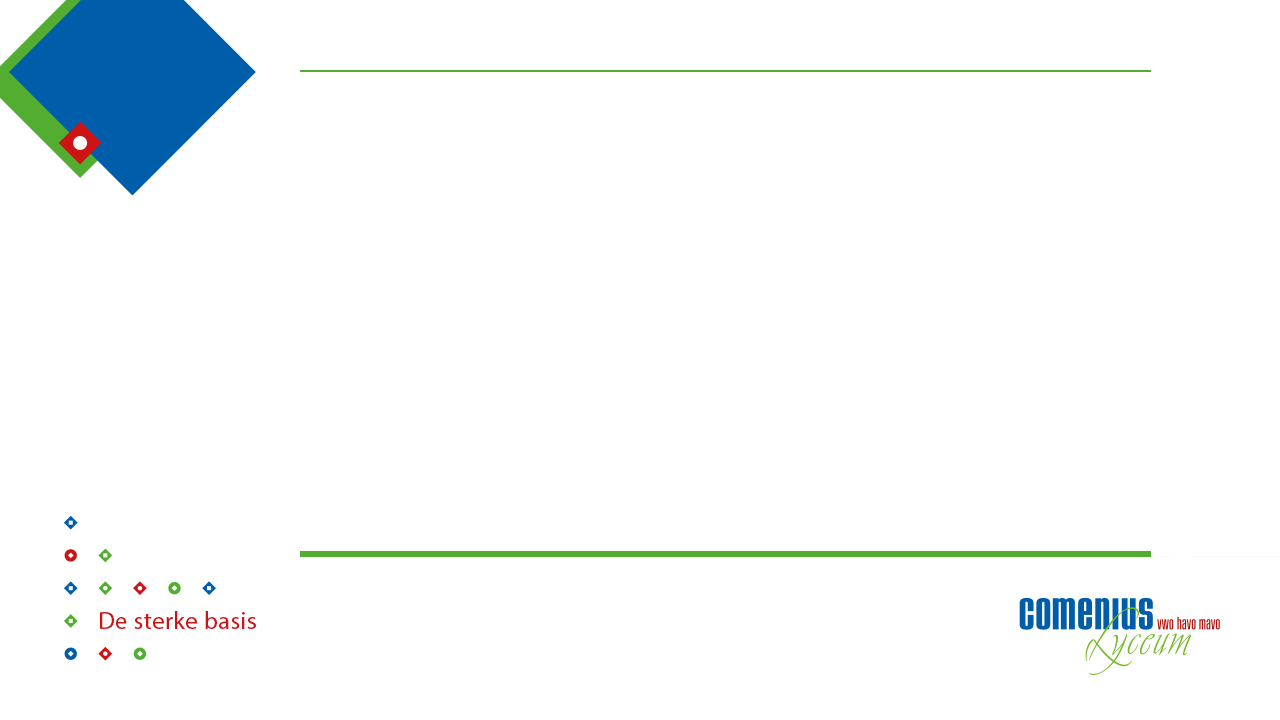 De sterke basis
comenius vwo havo mavo
Lyceum